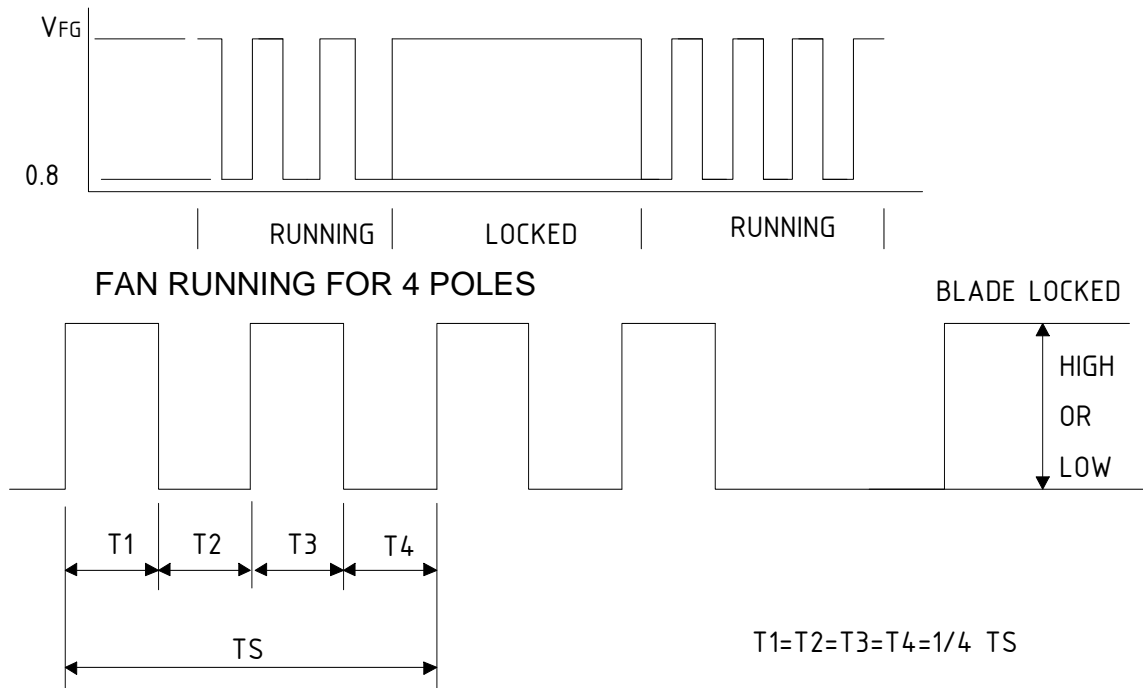 VFG
0.8
RUNNING LOCKED RUNNING
FAN RUNNING FOR 4 POLES
BLADE LOCKED
HIGH
OR
LOW
T1 T2 T3 T4
TS
T1=T2=T3=T4=1/4 TS